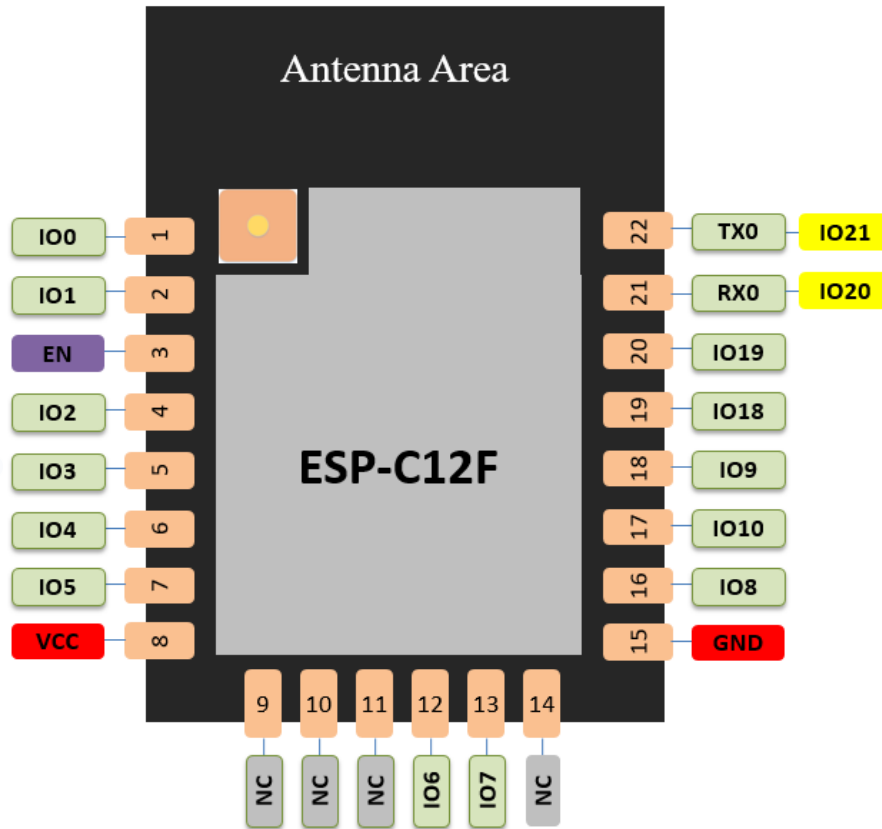 Antenna Area
IO0 1 22 TX0 IO21
IO1 2 21 RX0 IO20
EN 3 20 IO19
IO2 4 19 IO18
IO3 5 18 IO9
ESP-C12F
IO4 6 17 IO10
IO5 7 16 IO8
VCC 8 15 GND
9 10 11 12 13 14
NC NC NC IO6 IO7 NC